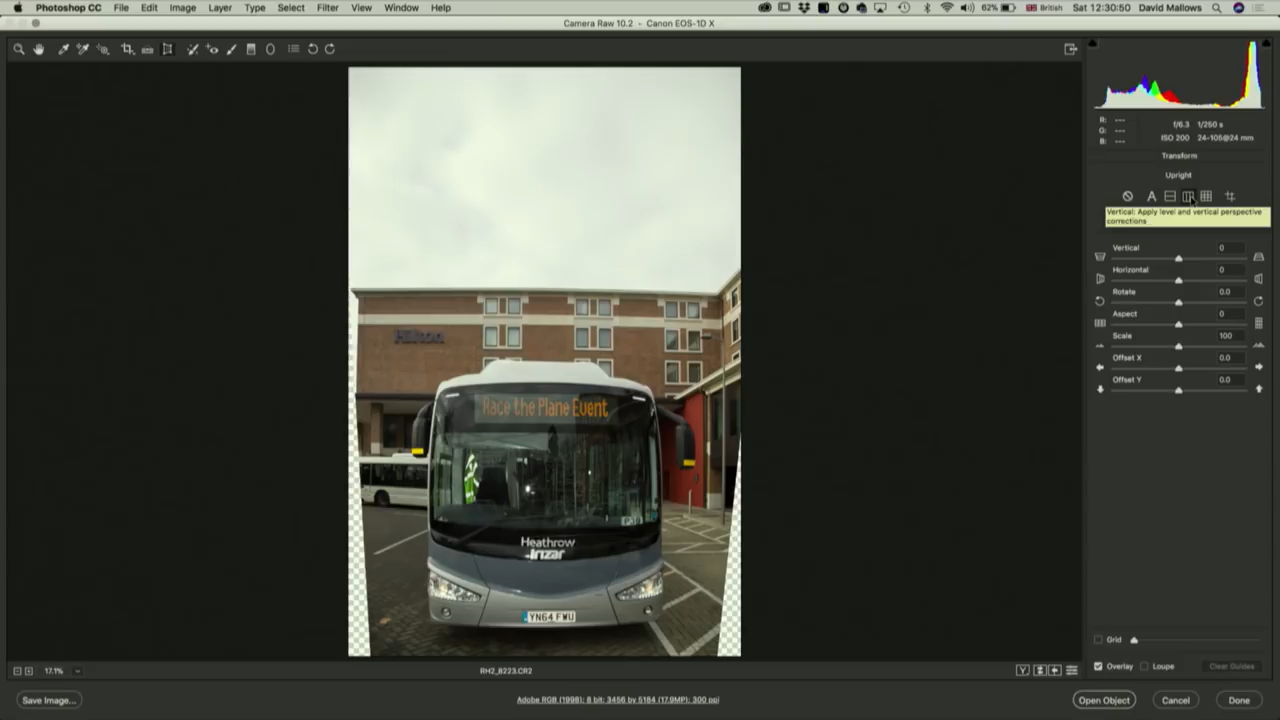 Photoshop CC File Edit Image Layer Type Select Filter View Window Help 62% British Sat 12:30:50 David Mallows
Camera Raw 10.2 - Canon EOS-1D X
R: ---
G: ---
B: ---
f/6.3 1/250 s
ISO 200 24-105@24 mm
Transform
Upright
A
Vertical: Apply level and vertical perspective
corrections
Vertical 0
Horizontal 0
Rotate 0.0
Aspect 0
Scale 100
Offset X 0.0
Offset Y 0.0
Hilton
Race the Plane Event
Heathrow
irizar
YN64 FWU
Grid
Overlay Loupe Clear Guides
17.1% RH2_8223.CR2 Y
Save Image... Adobe RGB (1998); 8 bit; 3456 by 5184 (17.9MP); 300 ppi Open Object Cancel Done